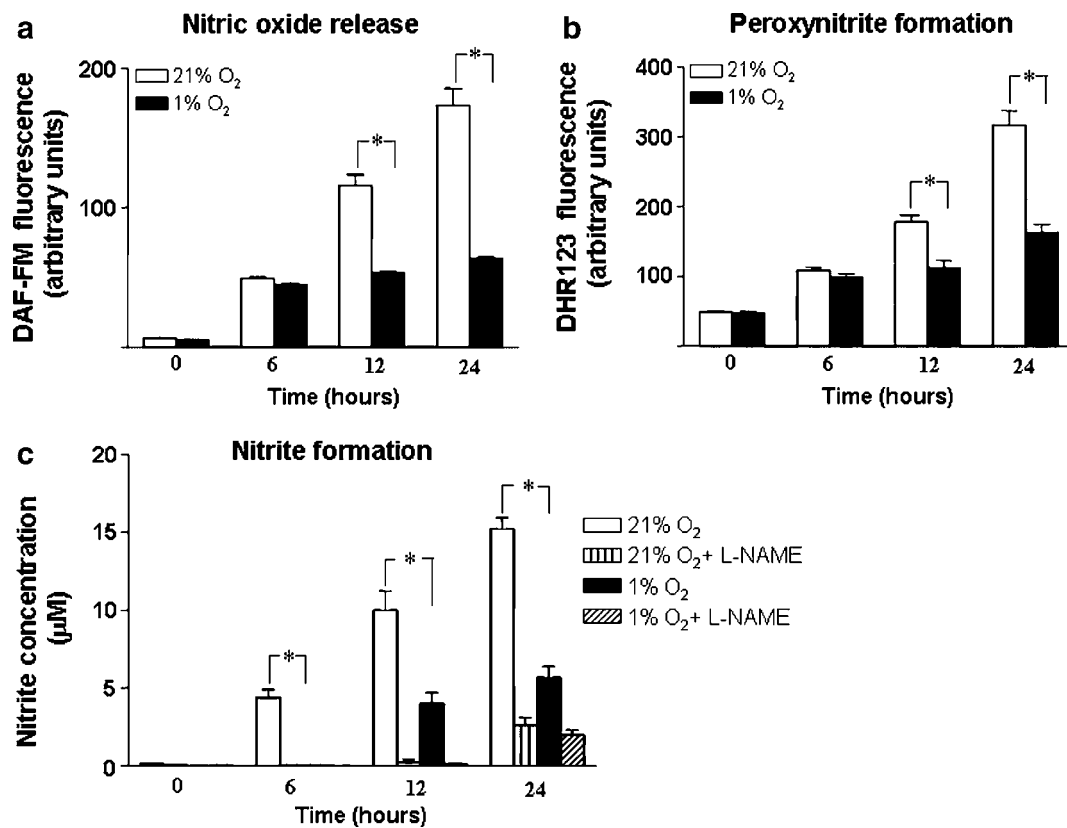 a
Nitric oxide release
21% O₂
1% O₂
DAF-FM fluorescence
(arbitrary units)
200
100
*
*
0 6 12 24
Time (hours)
b
Peroxynitrite formation
21% O₂
1% O₂
DHR123 fluorescence
(arbitrary units)
400
300
200
100
*
*
0 6 12 24
Time (hours)
c
Nitrite formation
Nitrite concentration
(µM)
20
15
10
5
0
*
*
*
0 6 12 24
Time (hours)
21% O₂
21% O₂+ L-NAME
1% O₂
1% O₂+ L-NAME